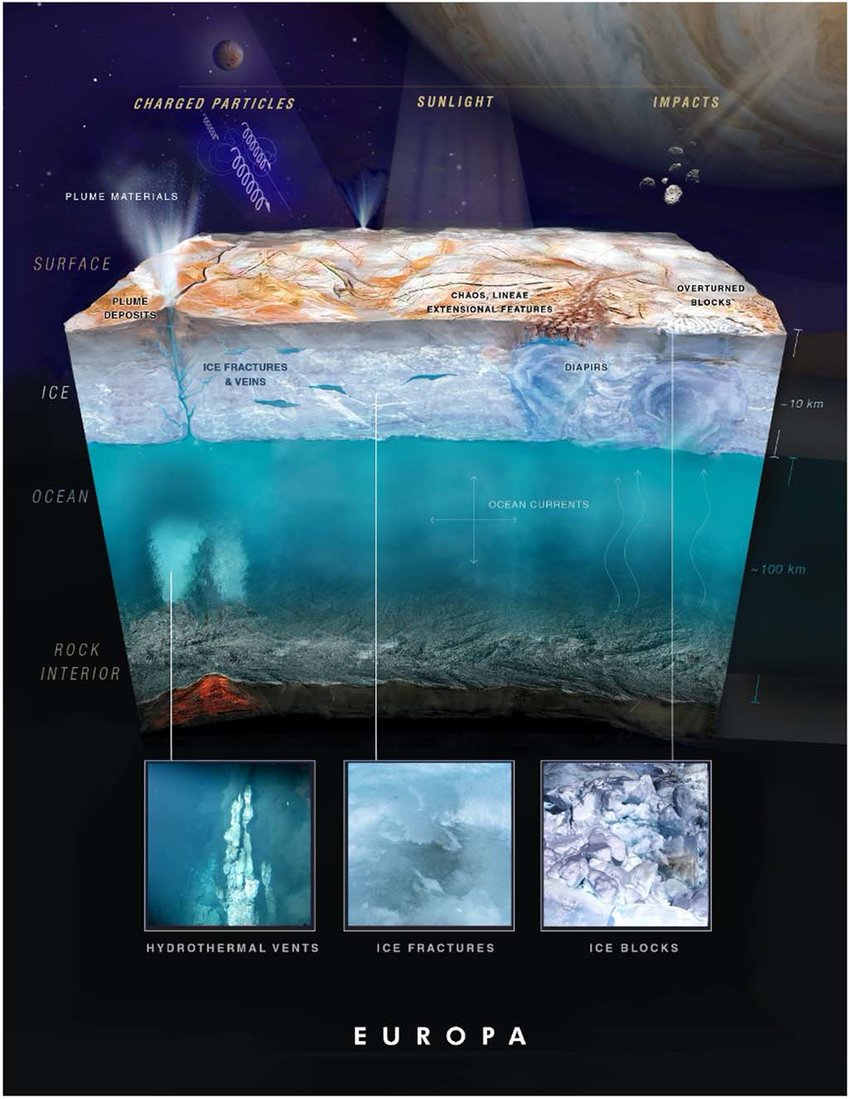 CHARGED PARTICLES
SUNLIGHT
IMPACTS
PLUME MATERIALS
SURFACE
PLUME
DEPOSITS
CHAOS, LINEAE
EXTENSIONAL FEATURES
OVERTURNED
BLOCKS
ICE FRACTURES
& VEINS
DIAPIRS
ICE
~10 km
OCEAN
OCEAN CURRENTS
~100 km
ROCK
INTERIOR
HYDROTHERMAL VENTS
ICE FRACTURES
ICE BLOCKS
EUROPA